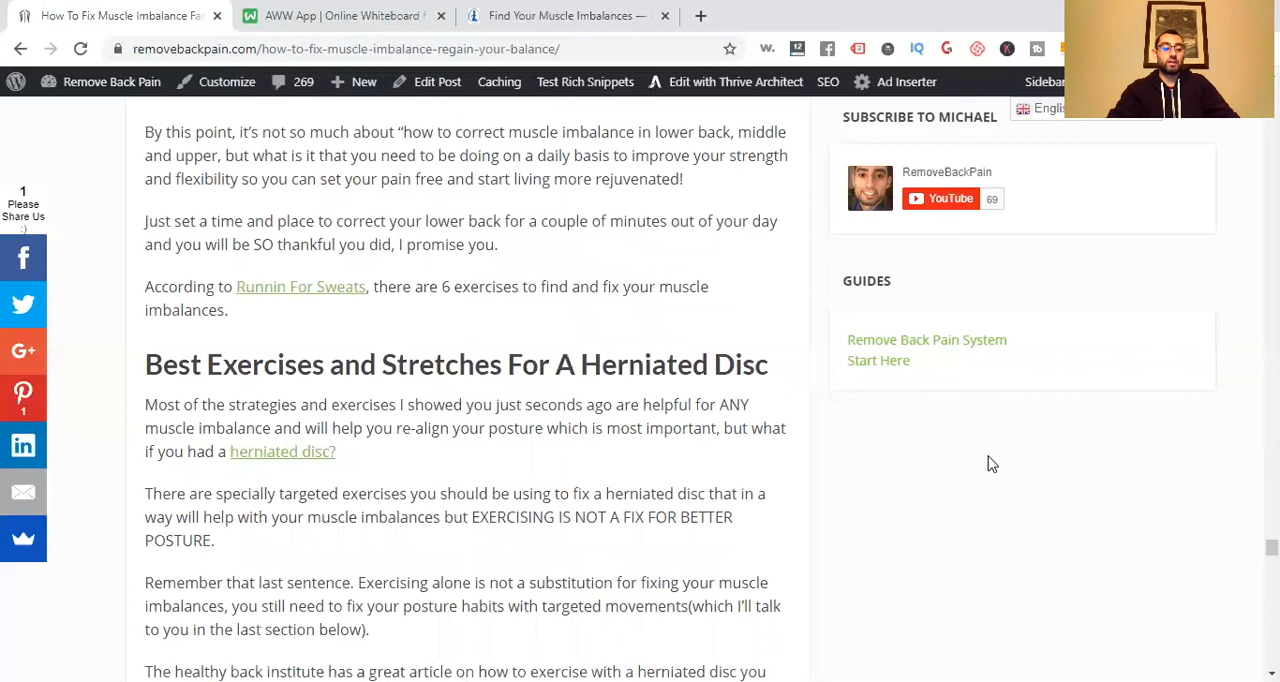 How To Fix Muscle Imbalance Fas
AWW App | Online Whiteboard f
Find Your Muscle Imbalances —
removebackpain.com/how-to-fix-muscle-imbalance-regain-your-balance/
w.
12
IQ
G
K
tb
Remove Back Pain
Customize
269
New
Edit Post
Caching
Test Rich Snippets
Edit with Thrive Architect
SEO
Ad Inserter
Sidebar
English
By this point, it's not so much about “how to correct muscle imbalance in lower back, middle
and upper, but what is it that you need to be doing on a daily basis to improve your strength
and flexibility so you can set your pain free and start living more rejuvenated!
Just set a time and place to correct your lower back for a couple of minutes out of your day
and you will be SO thankful you did, I promise you.
According to Runnin For Sweats, there are 6 exercises to find and fix your muscle
imbalances.
Best Exercises and Stretches For A Herniated Disc
Most of the strategies and exercises I showed you just seconds ago are helpful for ANY
muscle imbalance and will help you re-align your posture which is most important, but what
if you had a herniated disc?
There are specially targeted exercises you should be using to fix a herniated disc that in a
way will help with your muscle imbalances but EXERCISING IS NOT A FIX FOR BETTER
POSTURE.
Remember that last sentence. Exercising alone is not a substitution for fixing your muscle
imbalances, you still need to fix your posture habits with targeted movements(which I'll talk
to you in the last section below).
The healthy back institute has a great article on how to exercise with a herniated disc you
1
Please
Share Us
:)
G+
1
in
SUBSCRIBE TO MICHAEL
RemoveBackPain
YouTube
69
GUIDES
Remove Back Pain System
Start Here